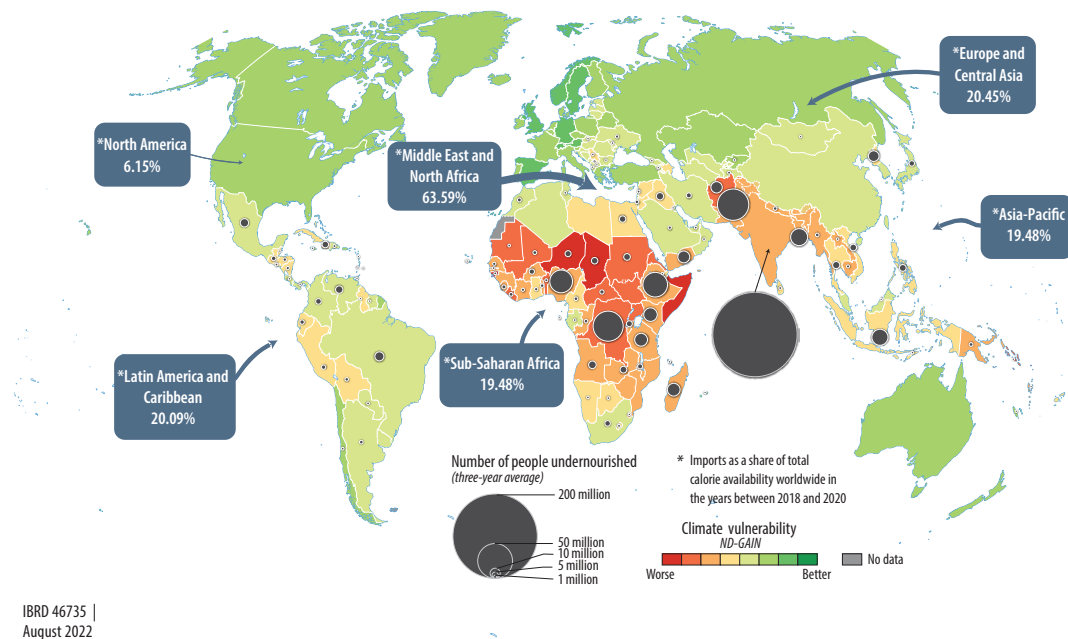 *Europe and
Central Asia
20.45%
*North America
6.15%
*Middle East and
North Africa
63.59%
*Asia-Pacific
19.48%
*Latin America and
Caribbean
20.09%
*Sub-Saharan Africa
19.48%
Number of people undernourished
(three-year average)
200 million
50 million
10 million
5 million
1 million
* Imports as a share of total
calorie availability worldwide in
the years between 2018 and 2020
Climate vulnerability
ND-GAIN
Worse
Better
No data
IBRD 46735 |
August 2022